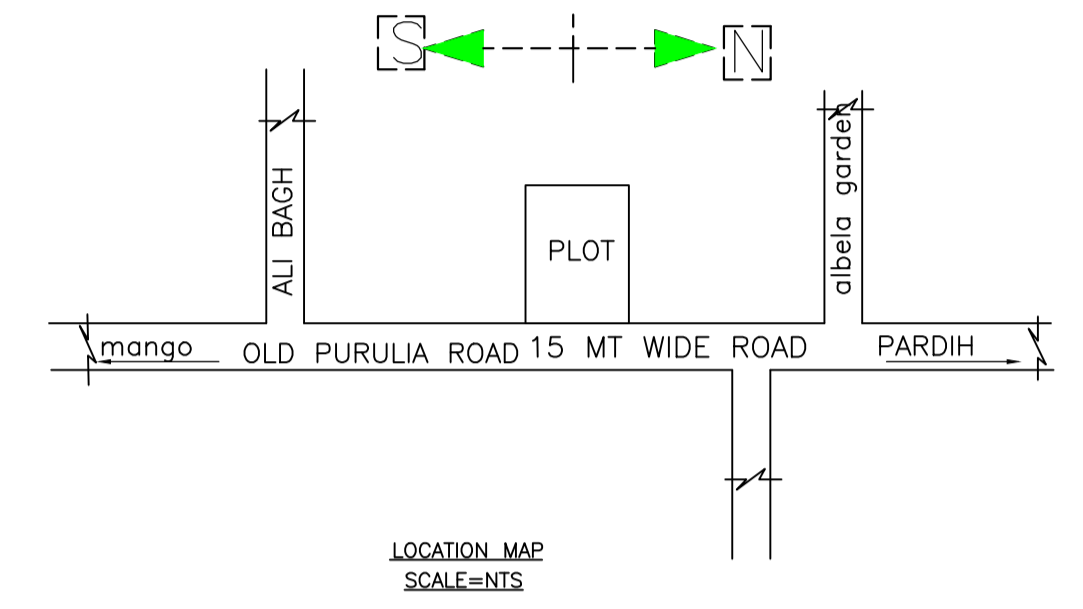 S N
ALI BAGH
albela garden
PLOT
mango OLD PURULIA ROAD 15 MT WIDE ROAD PARDIH
LOCATION MAP
SCALE=NTS